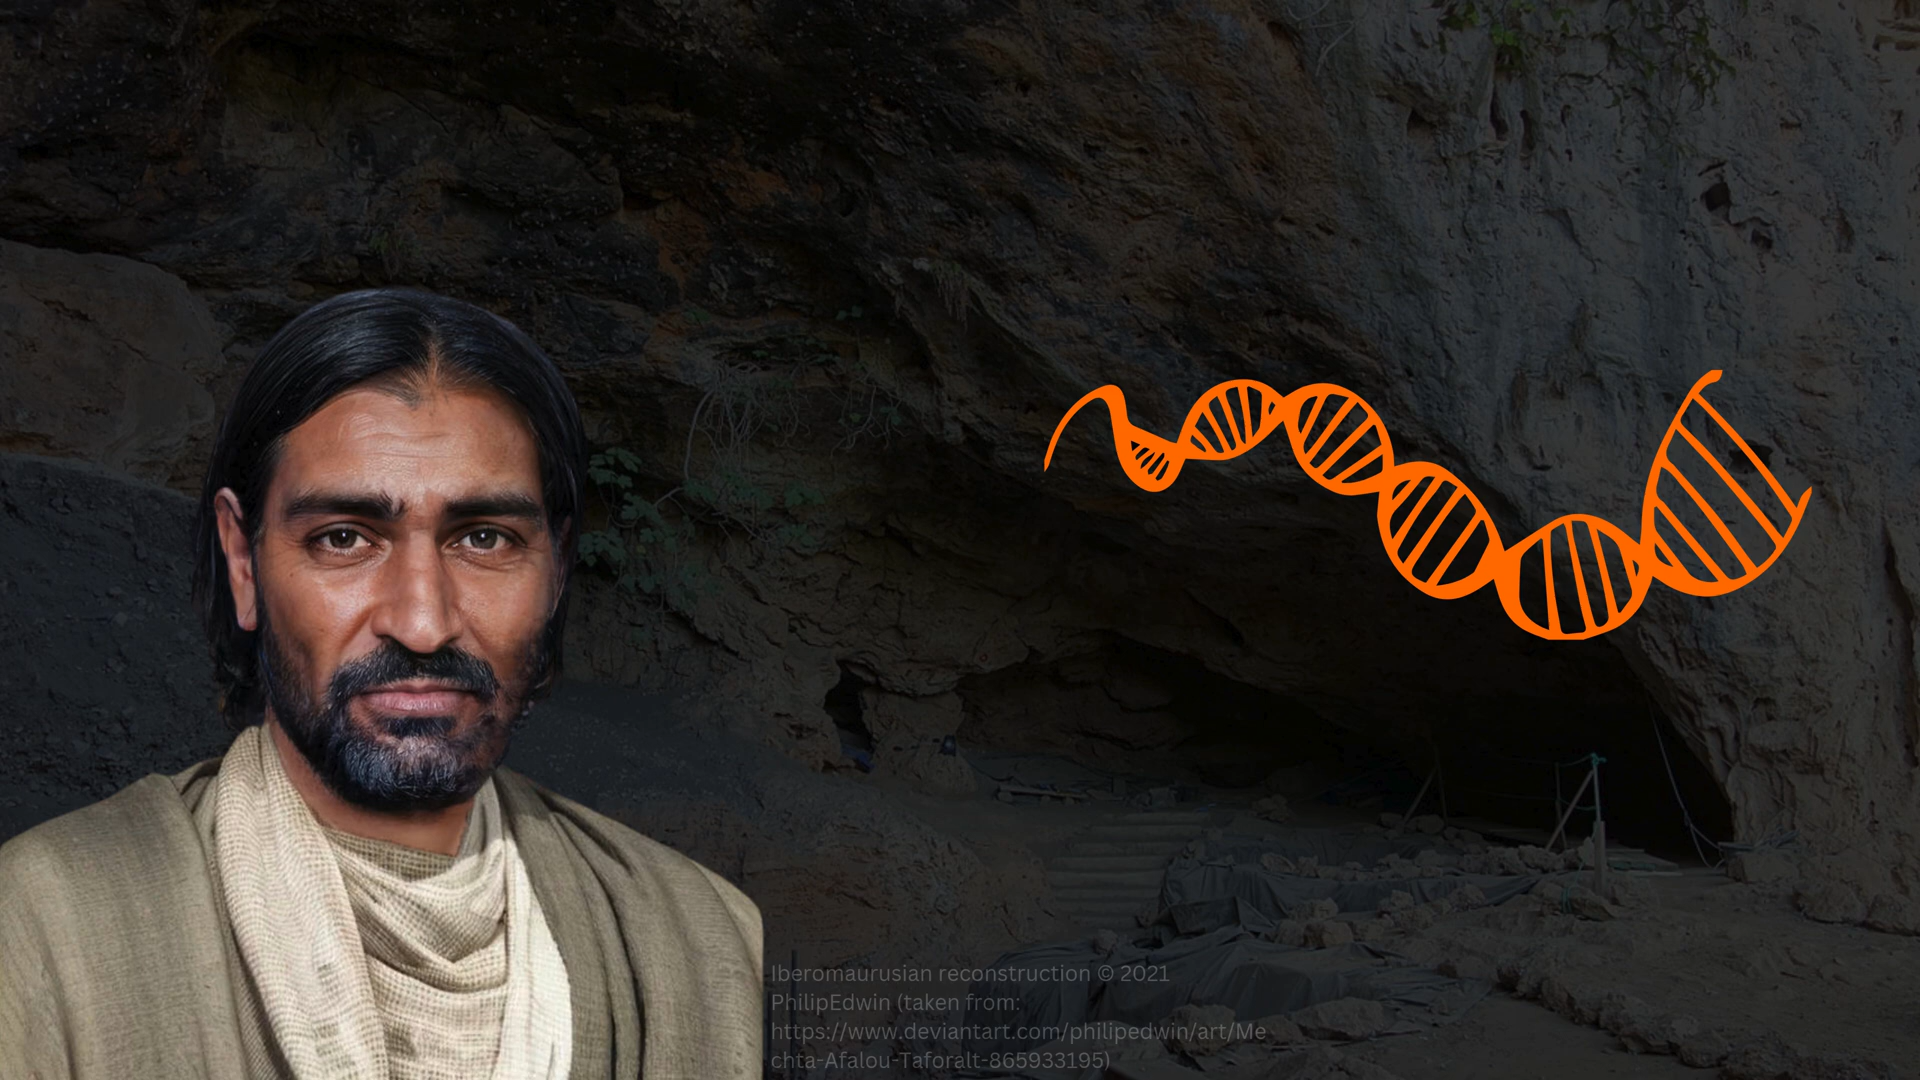 Iberomaurusian reconstruction © 2021
PhilipEdwin (taken from:
https://www.deviantart.com/philipedwin/art/Me
chta-Afalou-Taforalt-865933195)